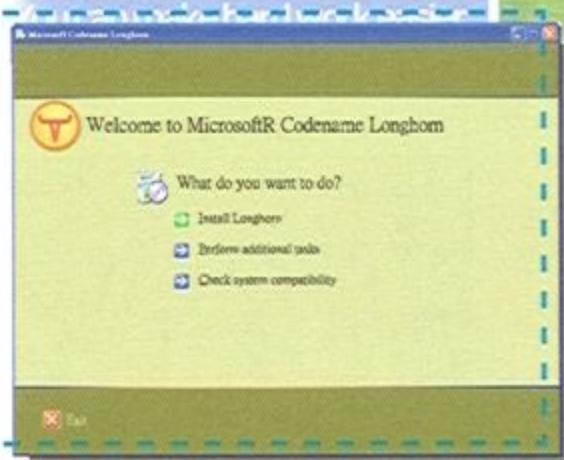 Microsoft Codename Longhorn
Welcome to MicrosoftR Codename Longhorn
What do you want to do?
Install Longhorn
Perform additional tasks
Check system compatibility
Exit